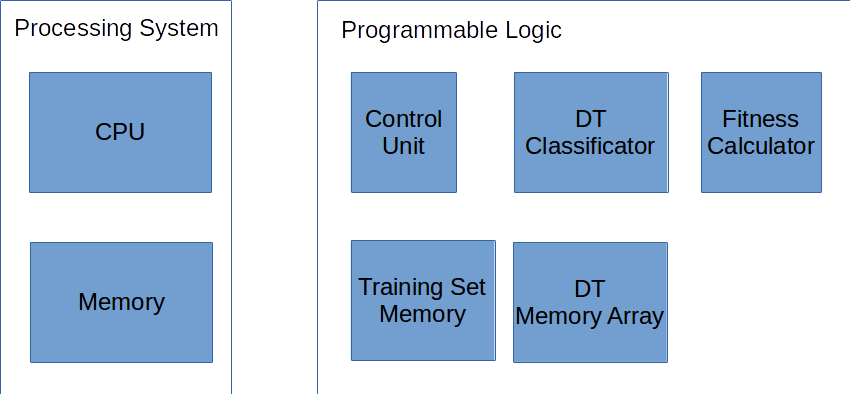 Processing System
CPU
Memory
Programmable Logic
Control
Unit
DT
Classificator
Fitness
Calculator
Training Set
Memory
DT
Memory Array